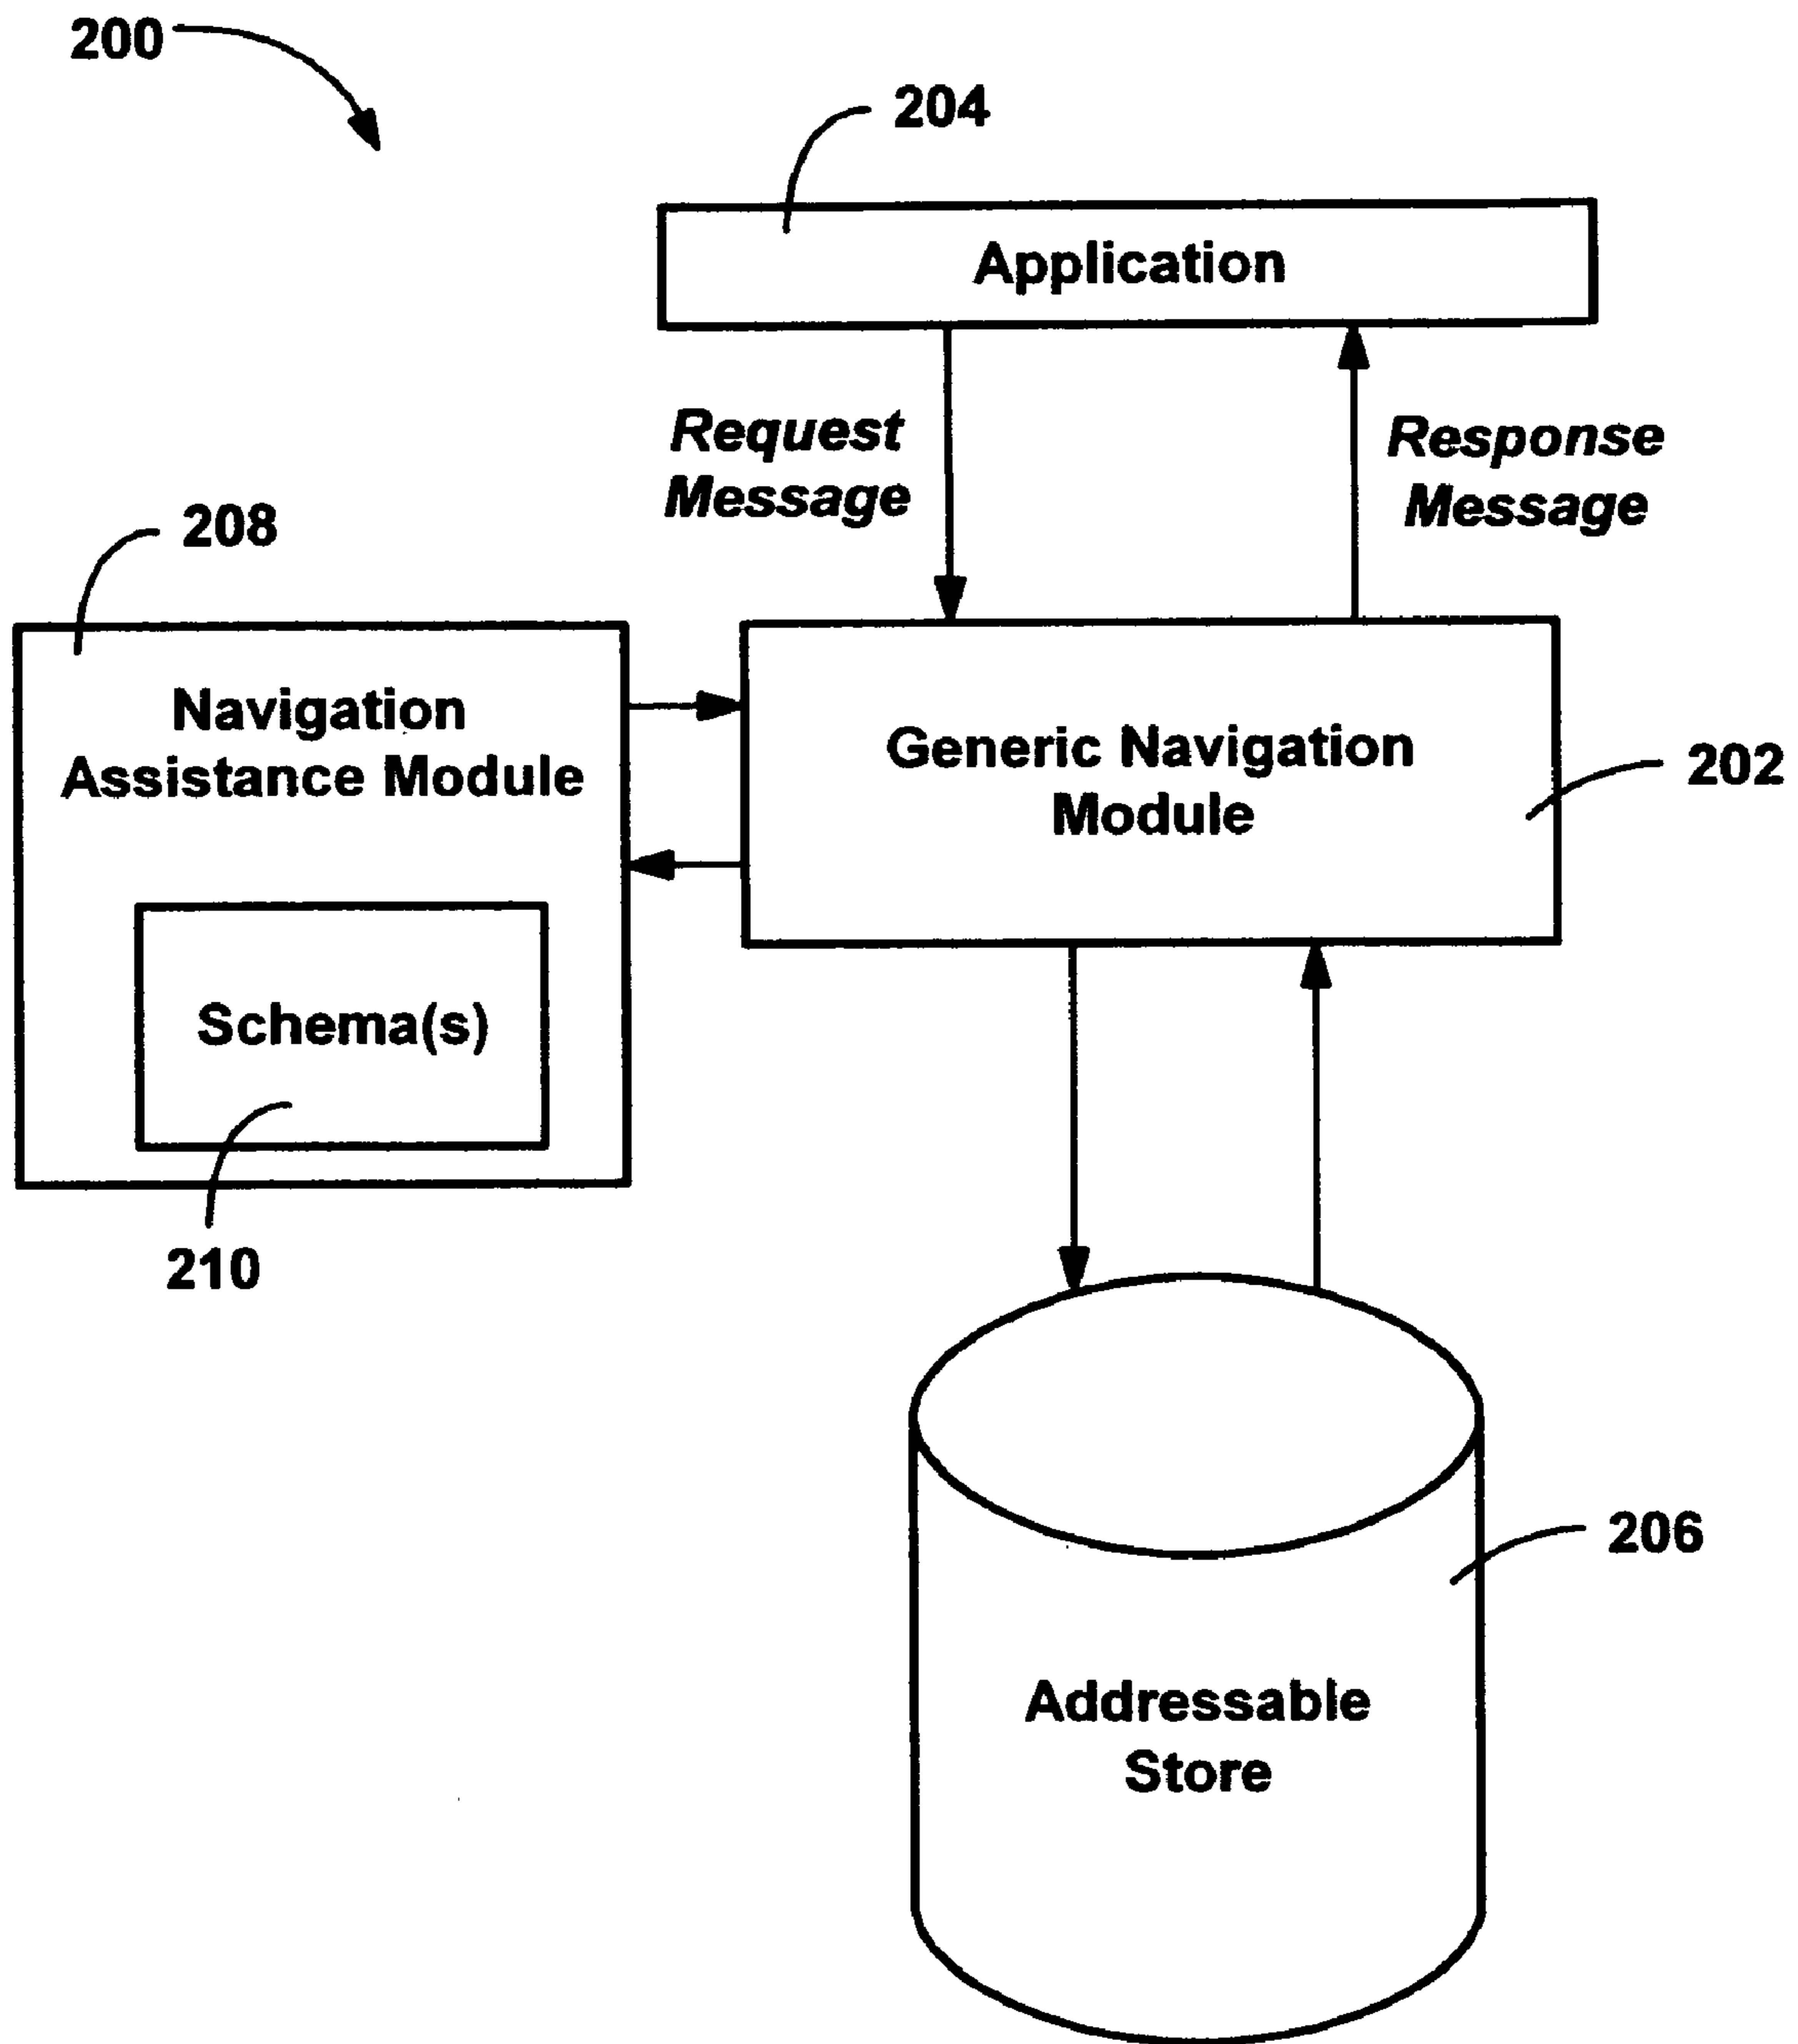 200
204
Application
Request
Message
Response
Message
208
Navigation
Assistance Module
Generic Navigation
Module
202
Schema(s)
210
206
Addressable
Store